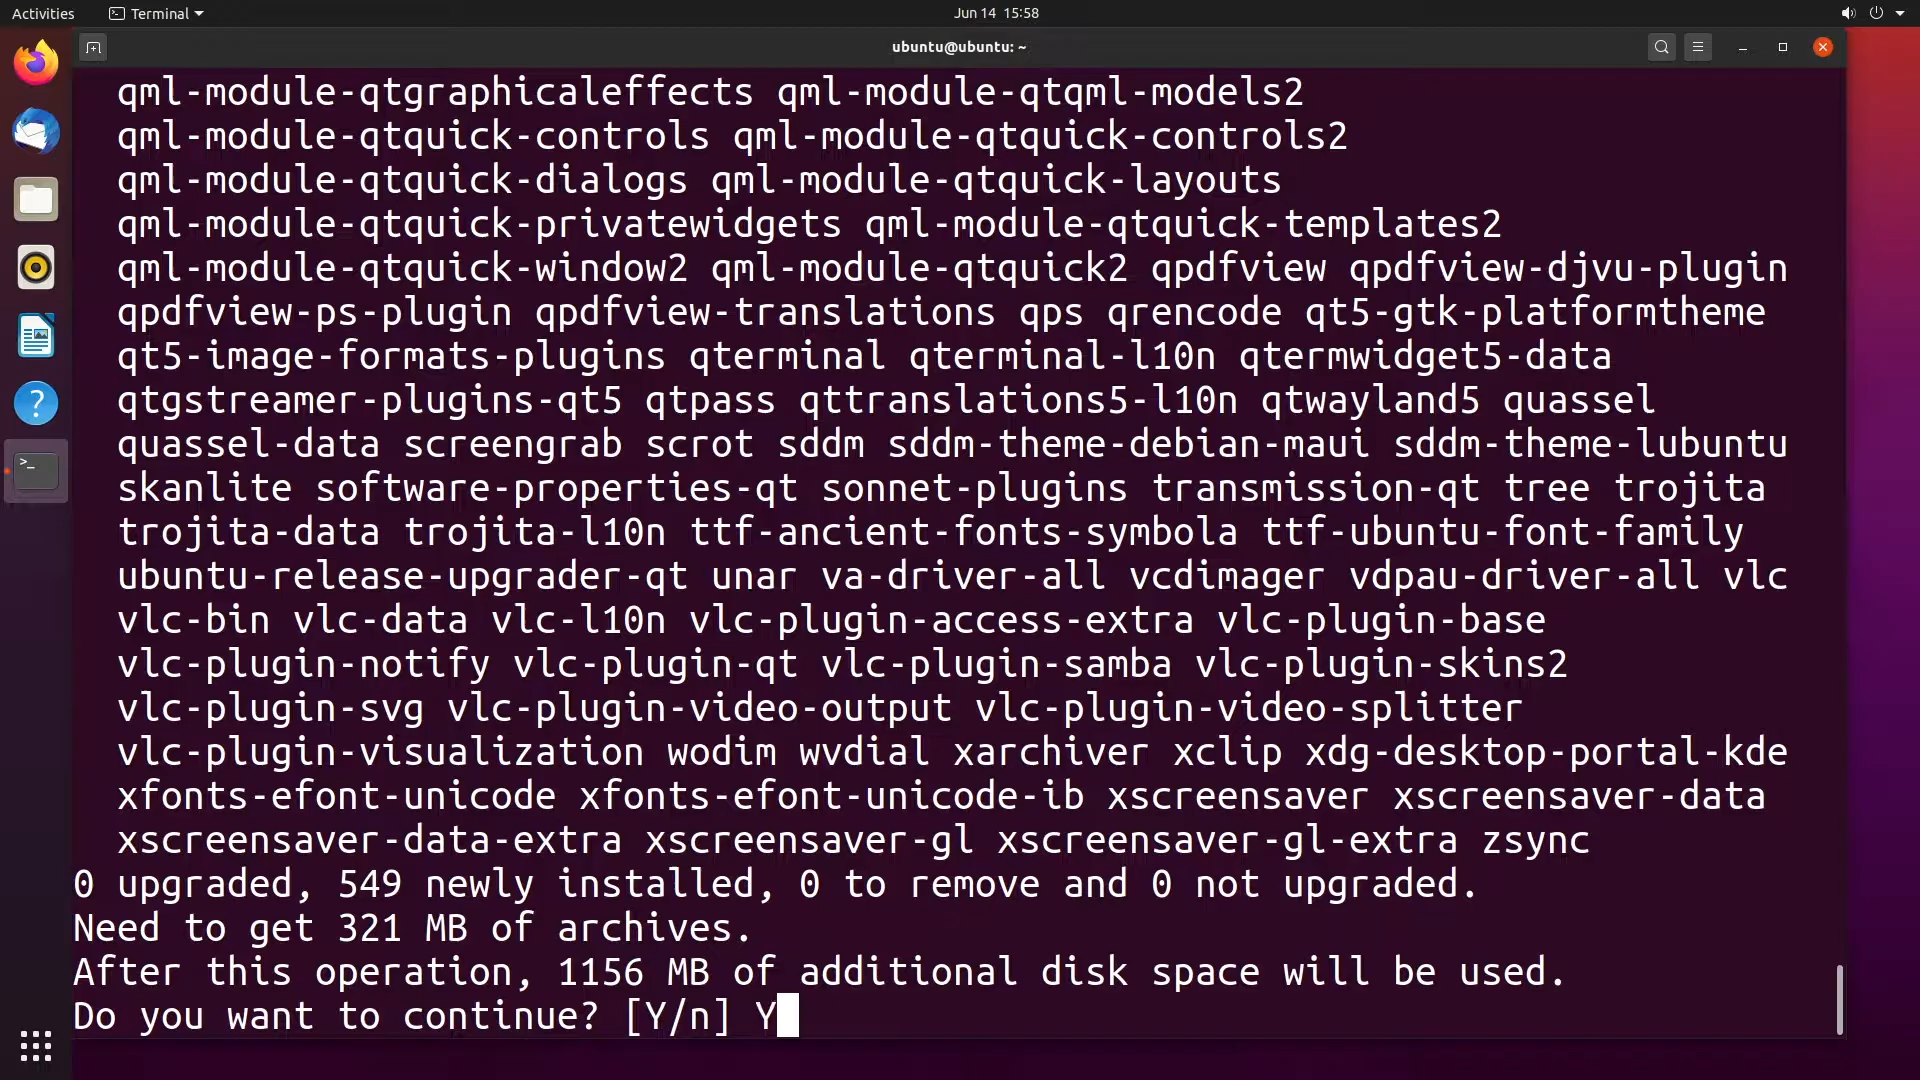 Activities
Terminal
Jun 14 15:58
ubuntu@ubuntu: ~
qml-module-qtgraphicaleffects qml-module-qtqml-models2
qml-module-qtquick-controls qml-module-qtquick-controls2
qml-module-qtquick-dialogs qml-module-qtquick-layouts
qml-module-qtquick-privatewidgets qml-module-qtquick-templates2
qml-module-qtquick-window2 qml-module-qtquick2 qpdfview qpdfview-djvu-plugin
qpdfview-ps-plugin qpdfview-translations qps qrencode qt5-gtk-platformtheme
qt5-image-formats-plugins qterminal qterminal-l10n qtermwidget5-data
qtgstreamer-plugins-qt5 qtpass qttranslations5-l10n qtwayland5 quassel
quassel-data screengrab scrot sddm sddm-theme-debian-maui sddm-theme-lubuntu
skanlite software-properties-qt sonnet-plugins transmission-qt tree trojita
trojita-data trojita-l10n ttf-ancient-fonts-symbola ttf-ubuntu-font-family
ubuntu-release-upgrader-qt unar va-driver-all vcdimager vdpau-driver-all vlc
vlc-bin vlc-data vlc-l10n vlc-plugin-access-extra vlc-plugin-base
vlc-plugin-notify vlc-plugin-qt vlc-plugin-samba vlc-plugin-skins2
vlc-plugin-svg vlc-plugin-video-output vlc-plugin-video-splitter
vlc-plugin-visualization wodim wvdial xarchiver xclip xdg-desktop-portal-kde
xfonts-efont-unicode xfonts-efont-unicode-ib xscreensaver xscreensaver-data
xscreensaver-data-extra xscreensaver-gl xscreensaver-gl-extra zsync
0 upgraded, 549 newly installed, 0 to remove and 0 not upgraded.
Need to get 321 MB of archives.
After this operation, 1156 MB of additional disk space will be used.
Do you want to continue? [Y/n] Y